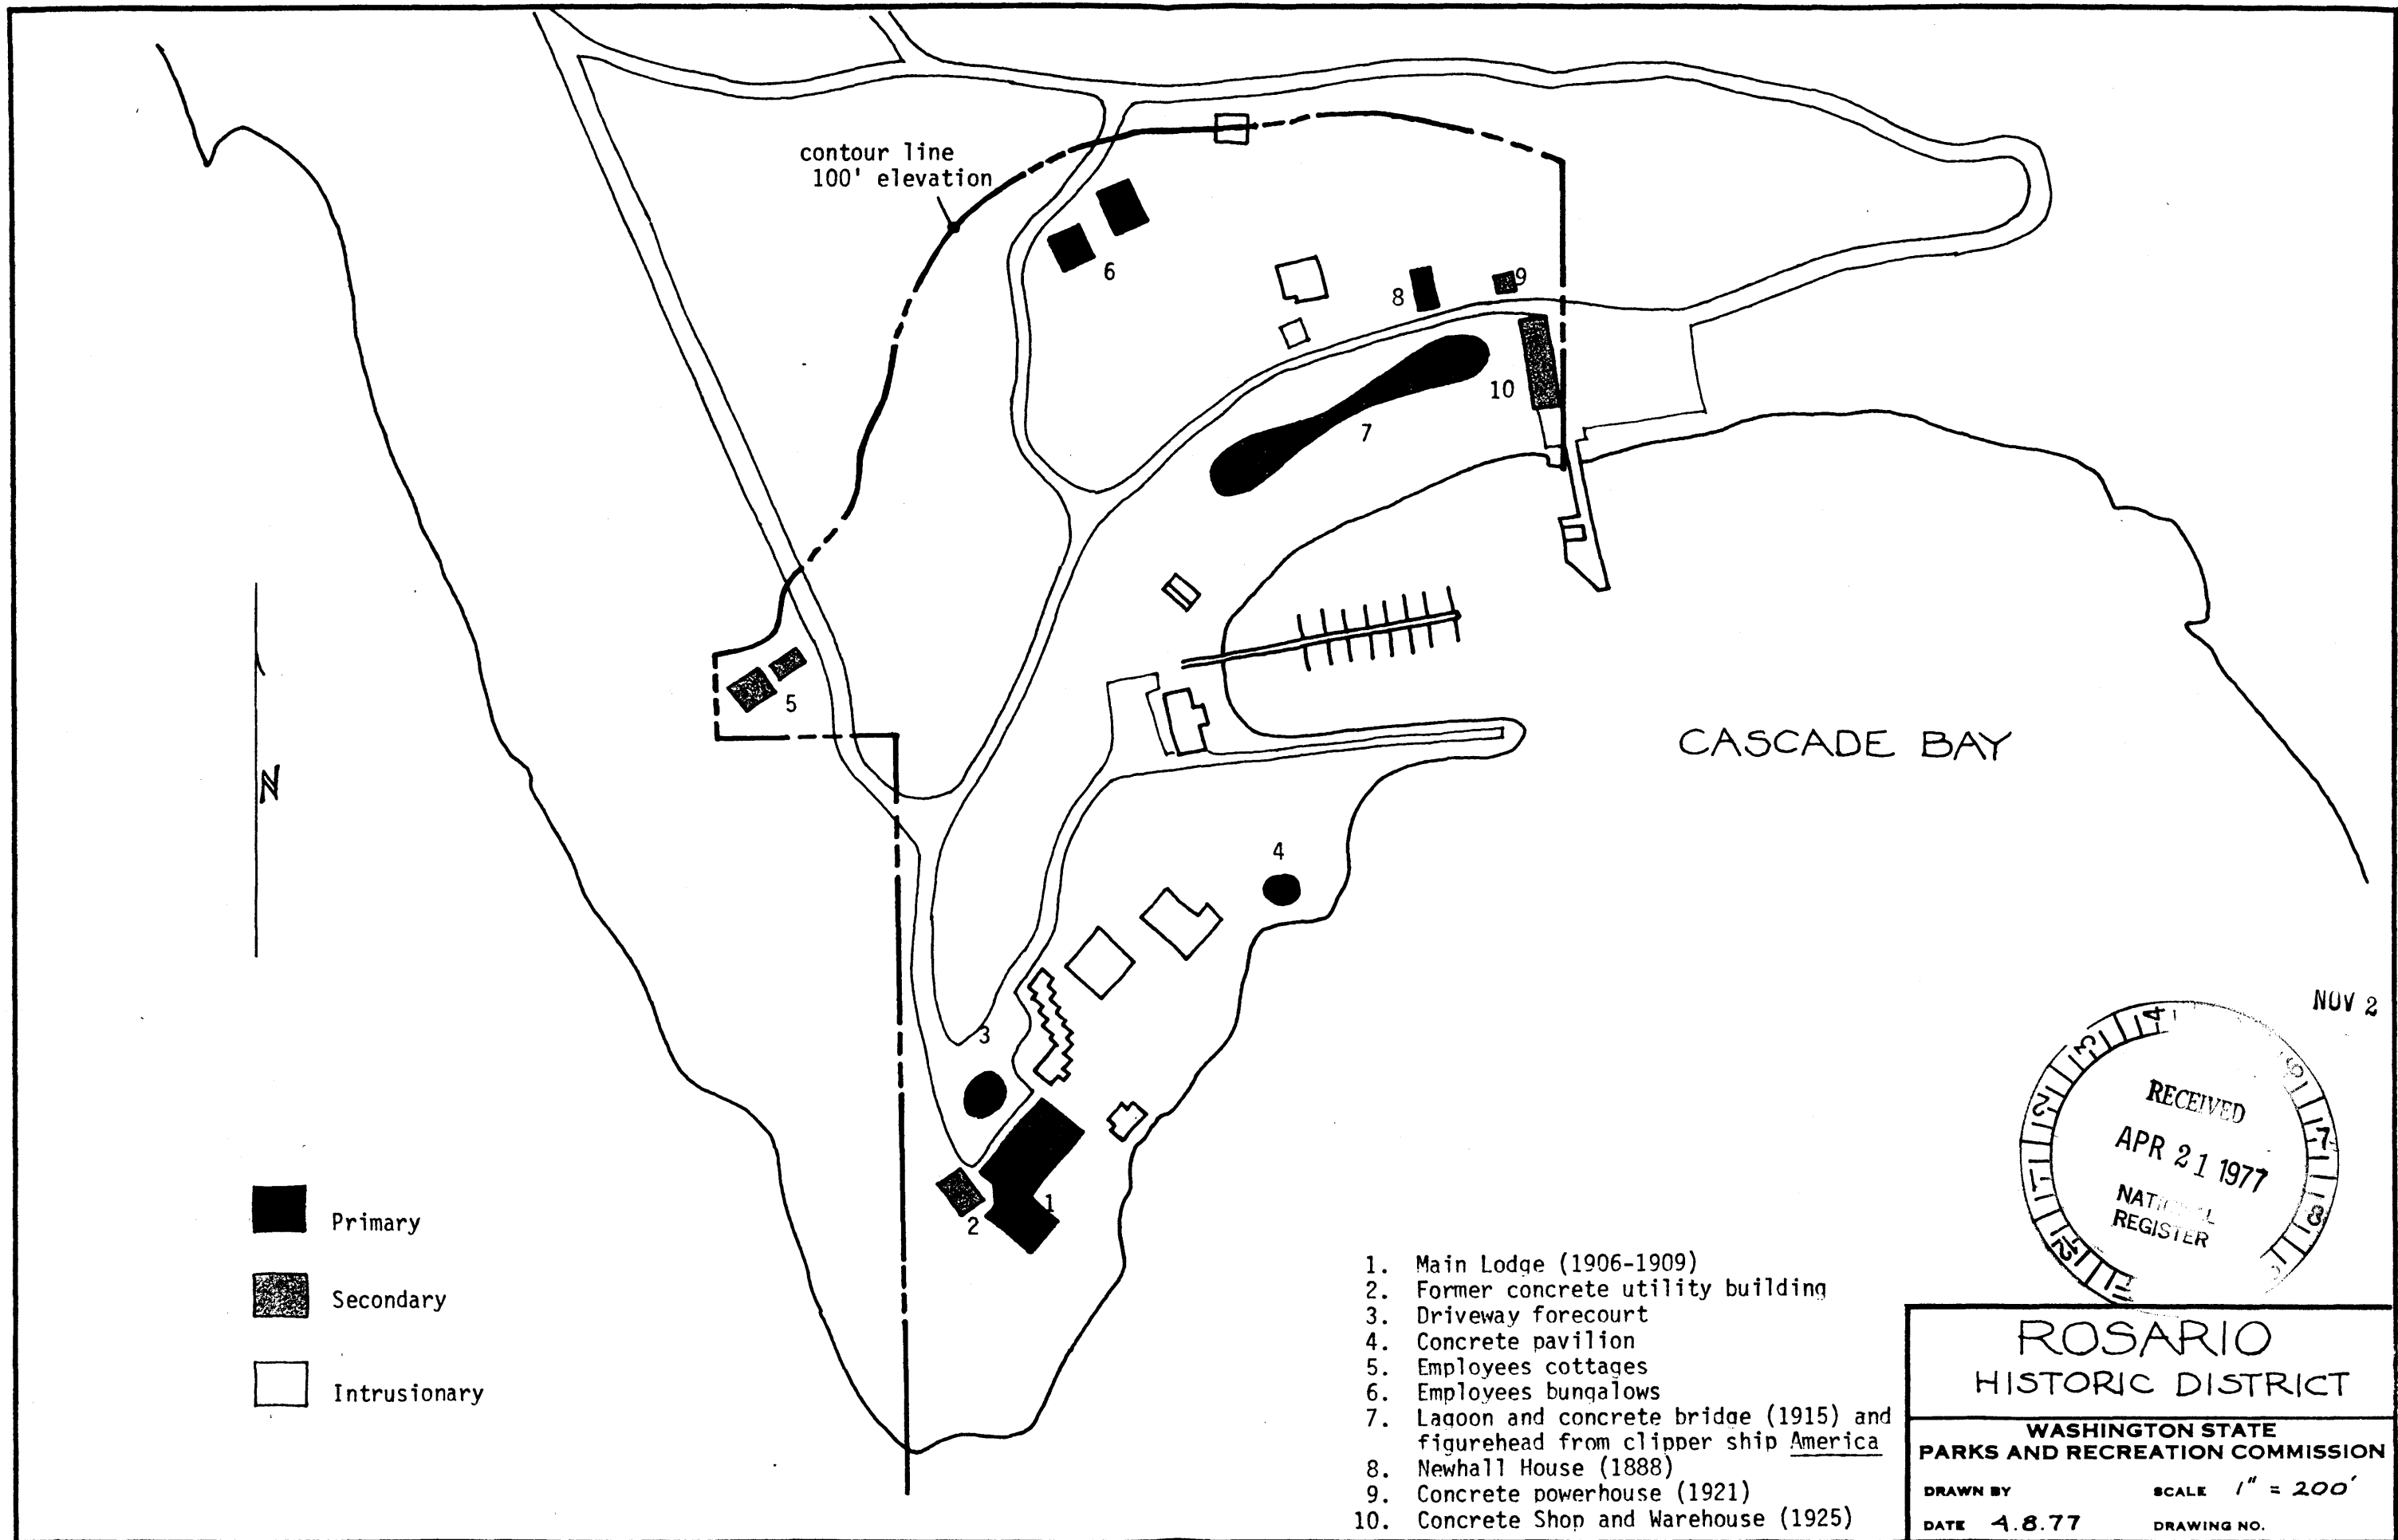 contour line
100' elevation
6
8
9
10
7
5
N
CASCADE BAY
4
3
2
1
NOV 2
RECEIVED
APR 21 1977
REGISTER
Primary
Secondary
Intrusionary
1. Main Lodge (1906-1909)
2. Former concrete utility building
3. Driveway forecourt
4. Concrete pavilion
5. Employees cottages
6. Employees bungalows
7. Lagoon and concrete bridge (1915) and
figurehead from clipper ship America
8. Newhall House (1888)
9. Concrete powerhouse (1921)
10. Concrete Shop and Warehouse (1925)
ROSARIO
HISTORIC DISTRICT
WASHINGTON STATE
PARKS AND RECREATION COMMISSION
DRAWN BY
SCALE 1" = 200'
DATE 4.8.77
DRAWING NO.